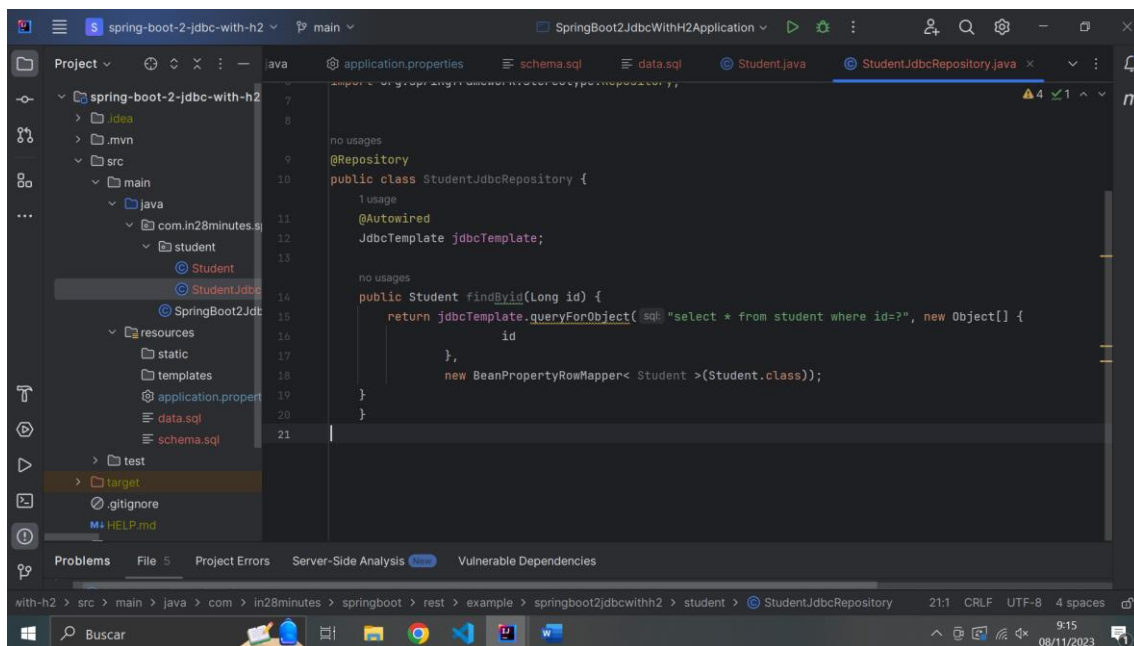 S spring-boot-2-jdbc-with-h2 main SpringBoot2JdbcWithH2Application
Project java application.properties schema.sql data.sql Student.java StudentJdbcRepository.java
spring-boot-2-jdbc-with-h2
.idea
.mvn
src
main
java
com.in28minutes.s
student
Student
StudentJdbc
SpringBoot2Jdb
resources
static
templates
application.propert
data.sql
schema.sql
test
target
.gitignore
M↓ HELP.md
import org.springframework.stereotype.Repository;
4 1
7
8
no usages
9 @Repository
10 public class StudentJdbcRepository {
1 usage
11 @Autowired
12 JdbcTemplate jdbcTemplate;
13
no usages
14 public Student findByid(Long id) {
15 return jdbcTemplate.queryForObject( sql: "select * from student where id=?", new Object[] {
16 id
17 },
18 new BeanPropertyRowMapper< Student >(Student.class));
19 }
20 }
21
Problems File 5 Project Errors Server-Side Analysis New Vulnerable Dependencies
with-h2 > src > main > java > com > in28minutes > springboot > rest > example > springboot2jdbcwithh2 > student > StudentJdbcRepository 21:1 CRLF UTF-8 4 spaces
Buscar 9:15
08/11/2023